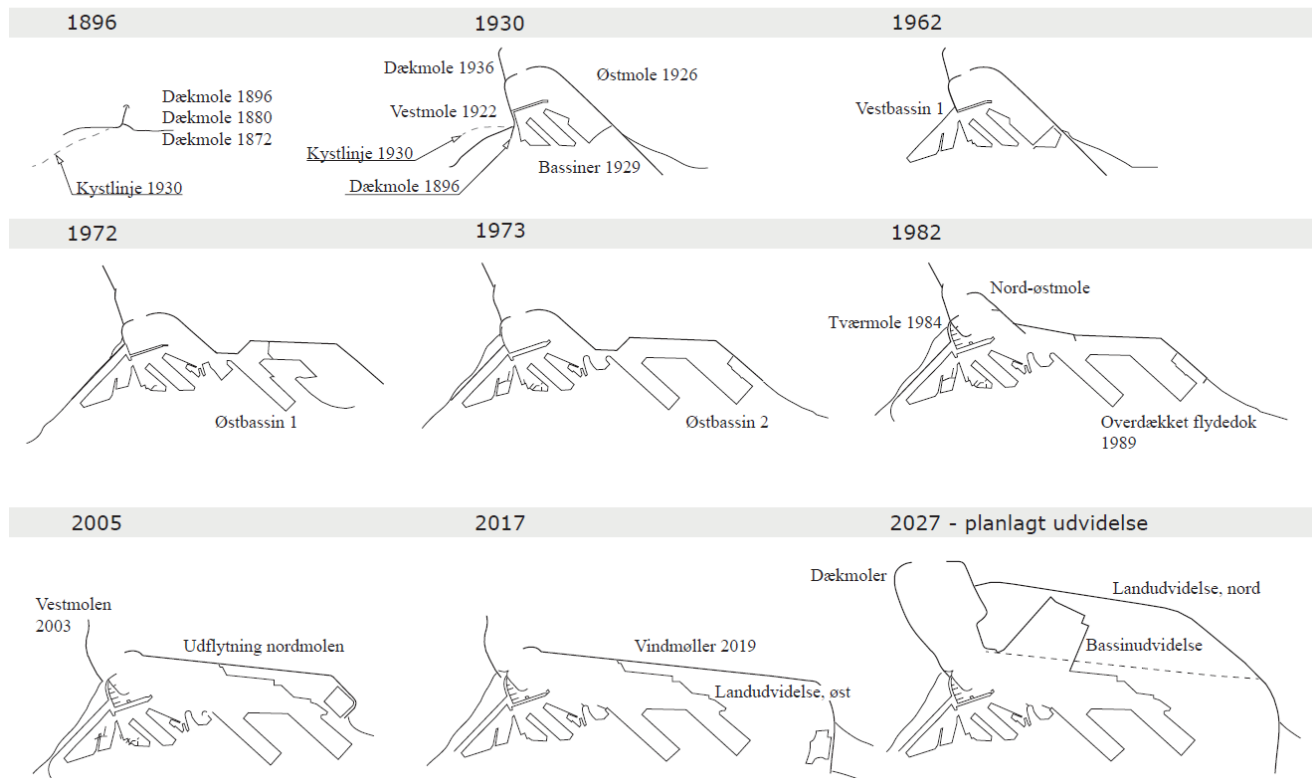 1896
1930
1962
Dækmole 1896
Dækmole 1880
Dækmole 1872
Kystlinje 1930
Dækmole 1936
Østmole 1926
Vestmole 1922
Kystlinje 1930
Bassiner 1929
Dækmole 1896
Vestbassin 1
1972
1973
1982
Østbassin 1
Østbassin 2
Nord-østmole
Tværmole 1984
Overdækket flydedok
1989
2005
2017
2027 - planlagt udvidelse
Vestmolen
2003
Udflytning nordmolen
Vindmøller 2019
Landudvidelse, øst
Dækmoler
Landudvidelse, nord
Bassinudvidelse